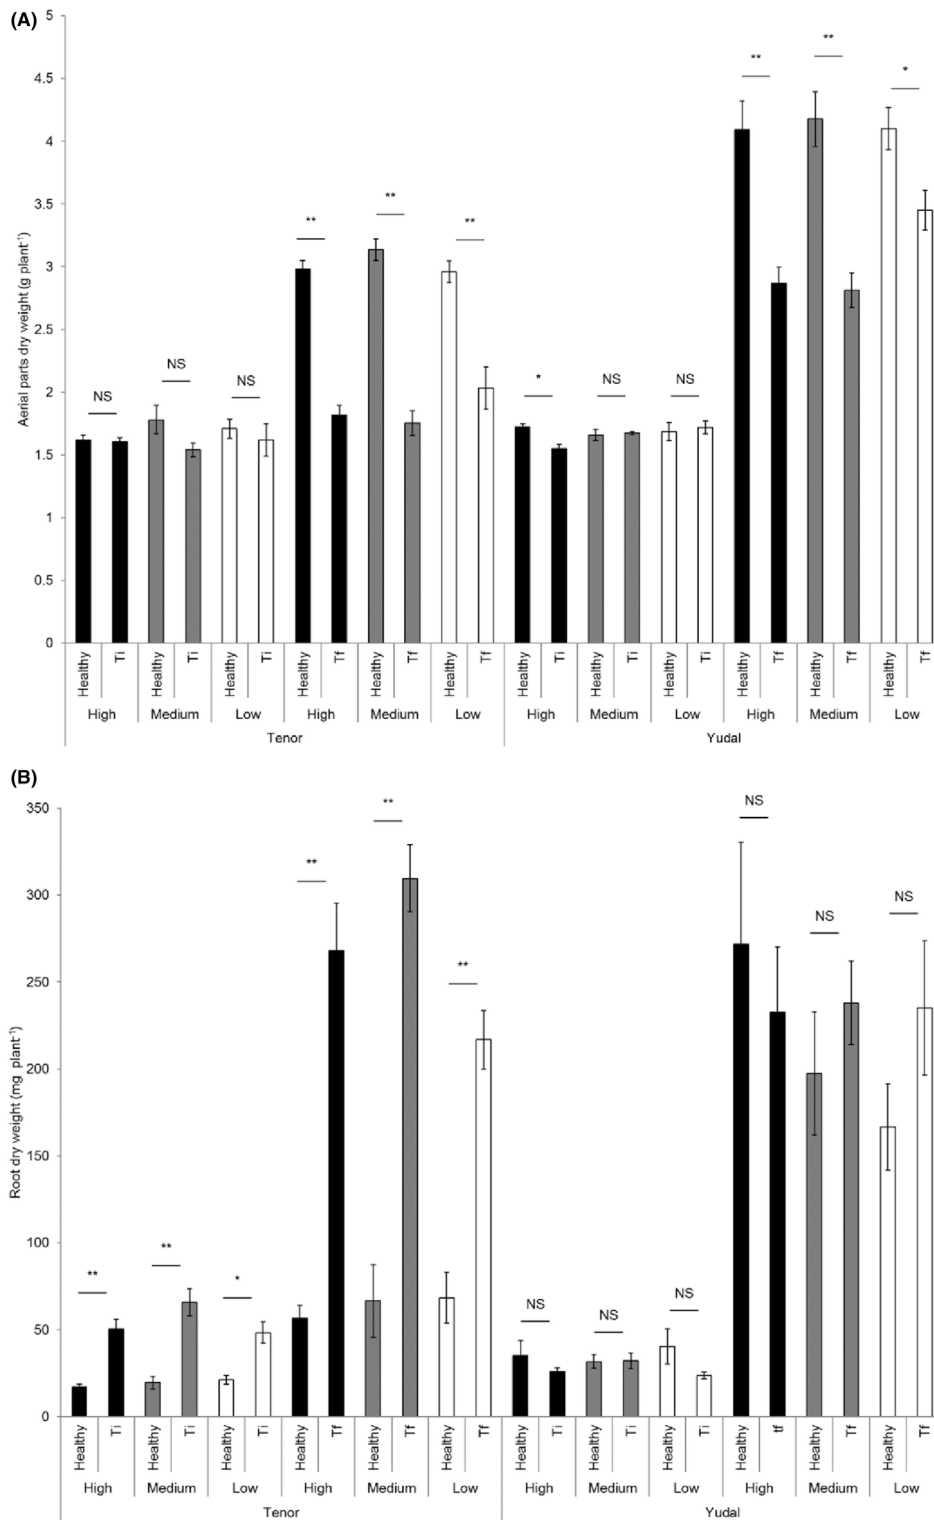 (A)
Aerial parts dry weight (g plant⁻¹)
5
4.5
4
3.5
3
2.5
2
1.5
1
0.5
0
NS NS NS ** ** ** * NS NS ** ** *
Healthy Ti Healthy Ti Healthy Ti Healthy Tf Healthy Tf Healthy Tf Healthy Ti Healthy Ti Healthy Ti Healthy Tf Healthy Tf Healthy Tf
High Medium Low High Medium Low High Medium Low High Medium Low
Tenor Yudal
(B)
Root dry weight (mg plant⁻¹)
350
300
250
200
150
100
50
0
** ** * ** ** ** NS NS NS NS NS NS
Healthy Ti Healthy Ti Healthy Ti Healthy Tf Healthy Tf Healthy Tf Healthy Ti Healthy Ti Healthy Ti Healthy tf Healthy Tf Healthy Tf
High Medium Low High Medium Low High Medium Low High Medium Low
Tenor Yudal